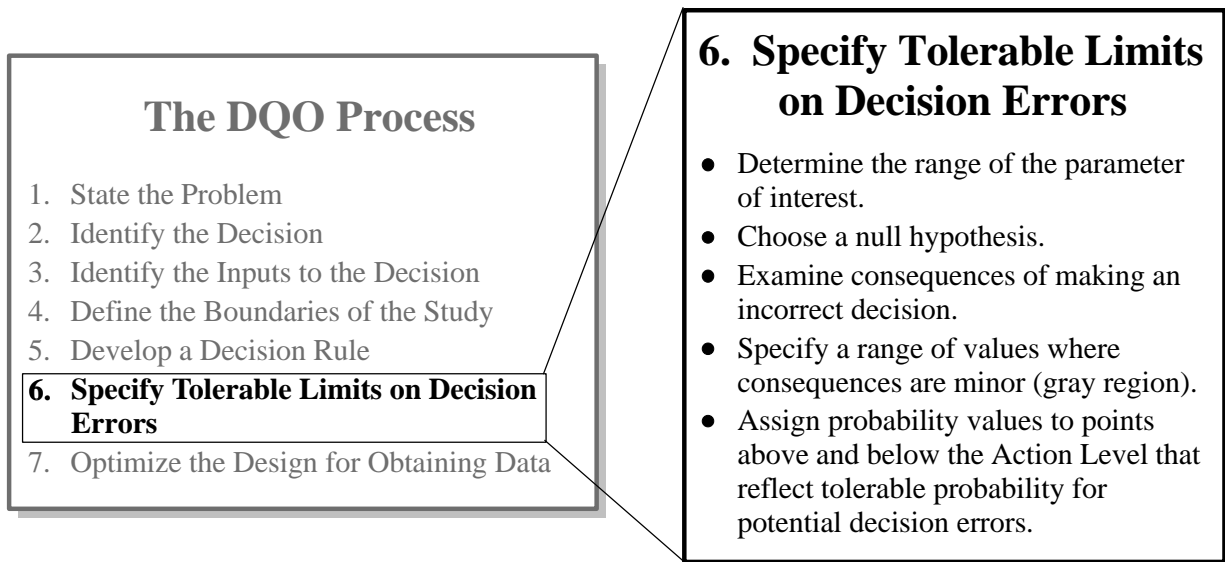 The DQO Process
1. State the Problem
2. Identify the Decision
3. Identify the Inputs to the Decision
4. Define the Boundaries of the Study
5. Develop a Decision Rule
6. Specify Tolerable Limits on Decision
Errors
7. Optimize the Design for Obtaining Data
6. Specify Tolerable Limits
on Decision Errors
● Determine the range of the parameter
of interest.
● Choose a null hypothesis.
● Examine consequences of making an
incorrect decision.
● Specify a range of values where
consequences are minor (gray region).
● Assign probability values to points
above and below the Action Level that
reflect tolerable probability for
potential decision errors.